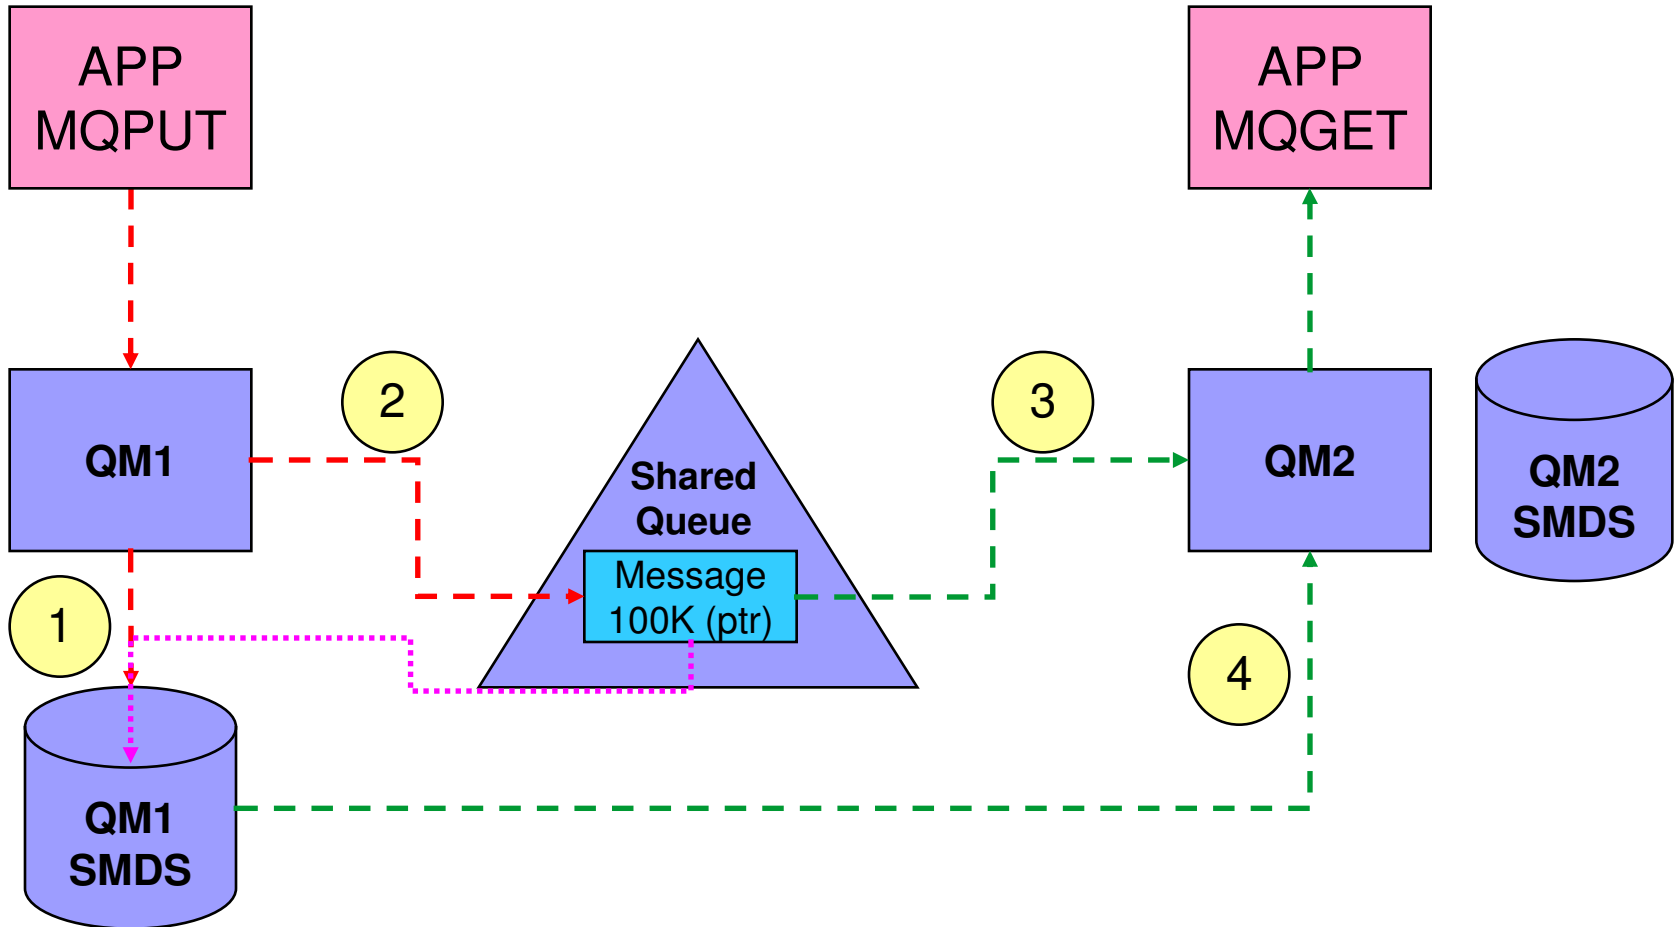 APP
MQPUT
APP
MQGET
2
3
QM1
Shared
Queue
QM2
QM2
SMDS
Message
100K (ptr)
1
4
QM1
SMDS